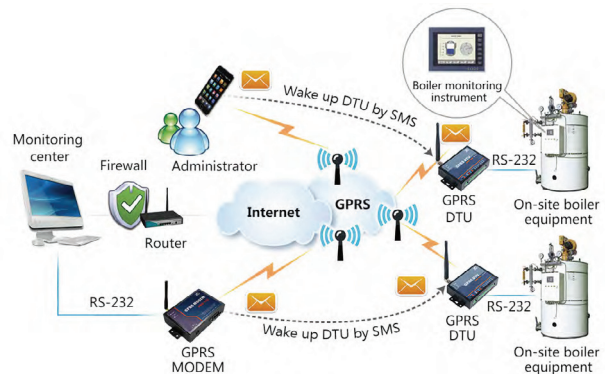 Wake up DTU by SMS
Boiler monitoring
instrument
Monitoring
center
Firewall
Administrator
RS-232
Router
Internet
GPRS
GPRS
DTU
On-site boiler
equipment
RS-232
GPRS
MODEM
Wake up DTU by SMS
GPRS
DTU
RS-232
On-site boiler
equipment